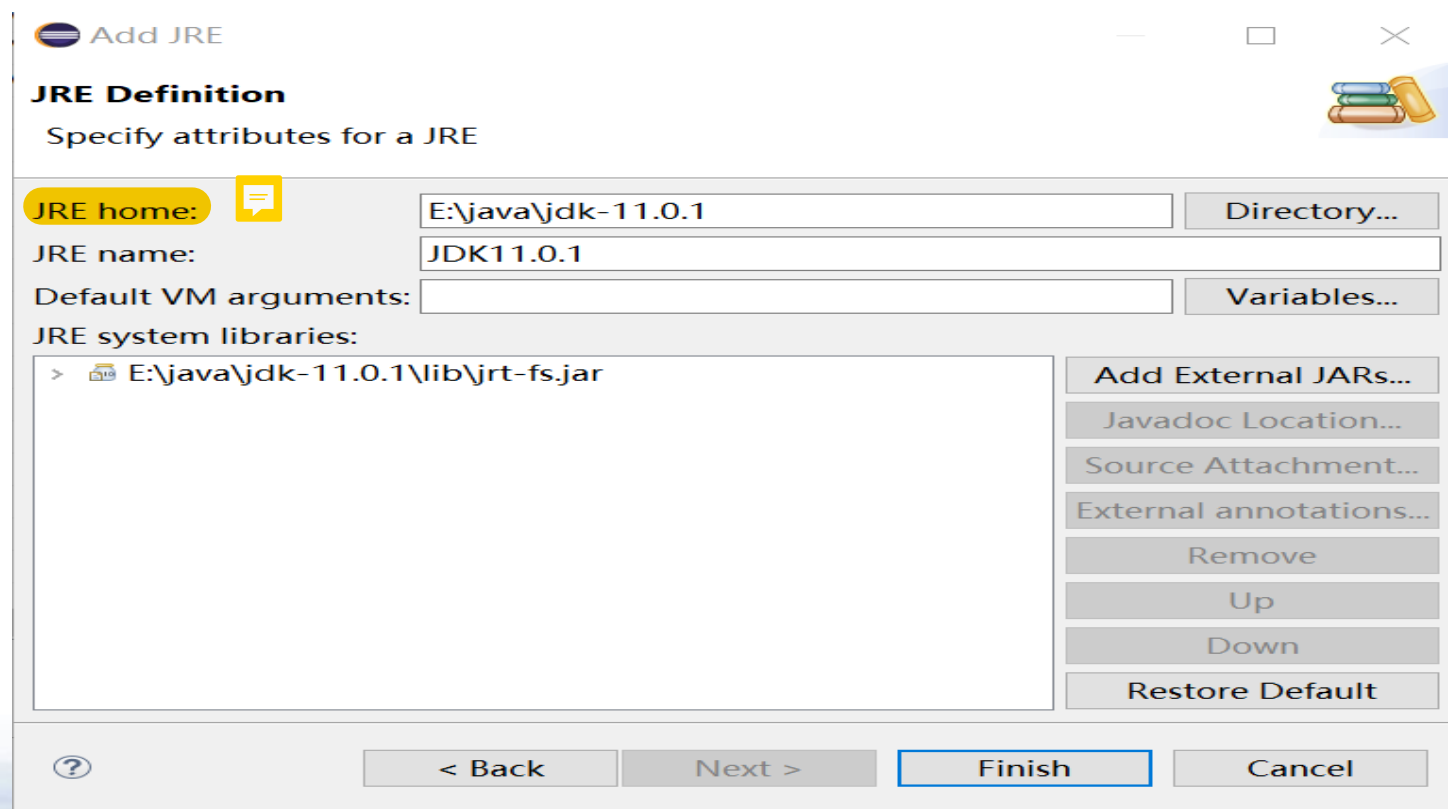 Add JRE
JRE Definition
Specify attributes for a JRE
JRE home: E:\java\jdk-11.0.1 Directory...
JRE name: JDK11.0.1
Default VM arguments: Variables...
JRE system libraries:
> E:\java\jdk-11.0.1\lib\jrt-fs.jar
Add External JARs...
Javadoc Location...
Source Attachment...
External annotations...
Remove
Up
Down
Restore Default
? < Back Next > Finish Cancel